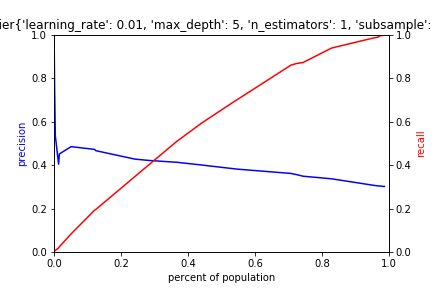 ier{'learning_rate': 0.01, 'max_depth': 5, 'n_estimators': 1, 'subsample':
1.0 1.0
0.8 0.8
0.6 0.6
precision recall
0.4 0.4
0.2 0.2
0.0 0.0
0.0 0.2 0.4 0.6 0.8 1.0
percent of population